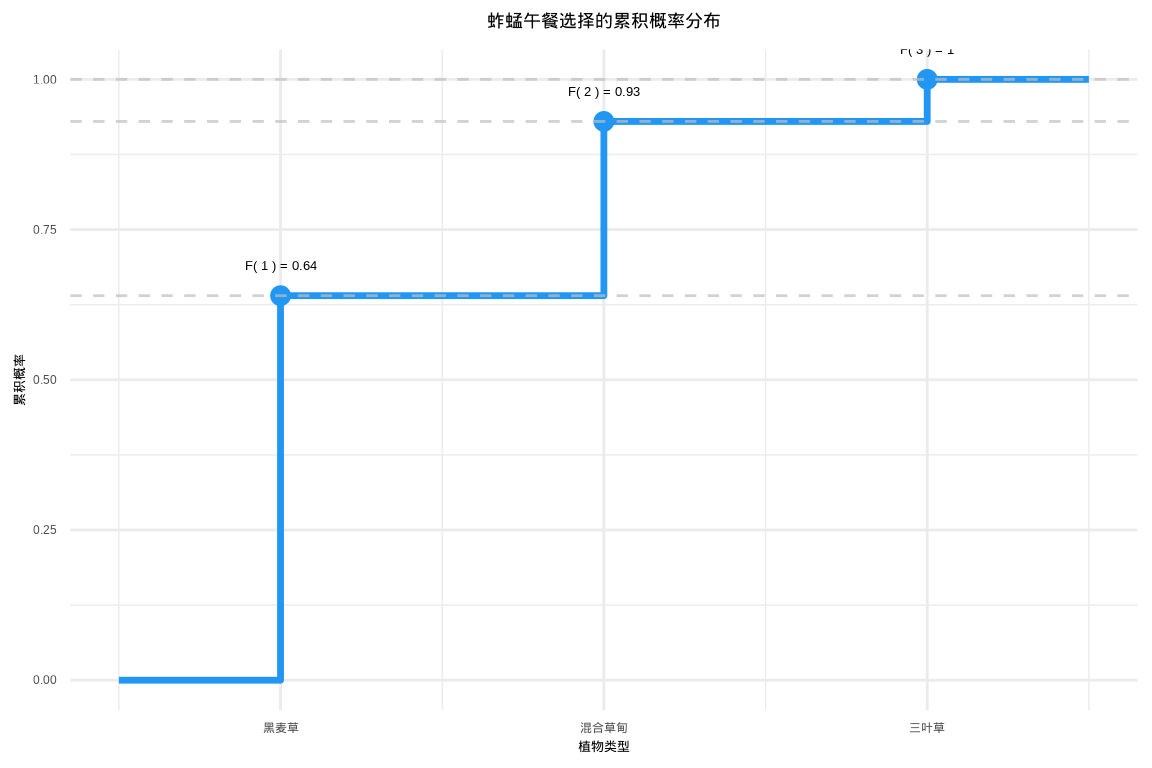 蚱蜢午餐选择的累积概率分布
F( 3 ) = 1
1.00
F( 2 ) = 0.93
0.75
F( 1 ) = 0.64
0.50
累积概率
0.25
0.00
黑麦草 混合草甸 三叶草
植物类型